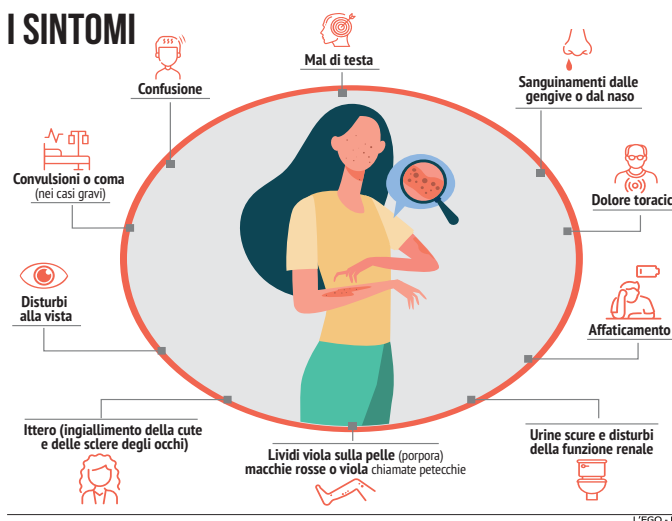 I SINTOMI
Mal di testa
Confusione
Sanguinamenti dalle
gengive o dal naso
Convulsioni o coma
(nei casi gravi)
Dolore toracic
Disturbi
alla vista
Affaticamento
Ittero (ingiallimento della cute
e delle sclere degli occhi)
Lividi viola sulla pelle (porpora)
macchie rosse o viola chiamate petecchie
Urine scure e disturbi
della funzione renale